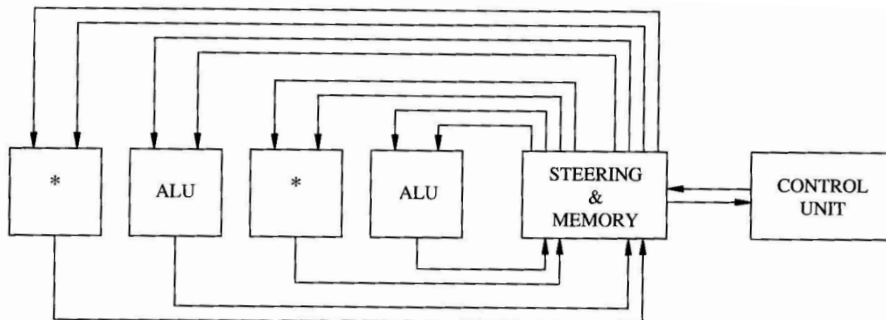 *
ALU
*
ALU
STEERING
&
MEMORY
CONTROL
UNIT